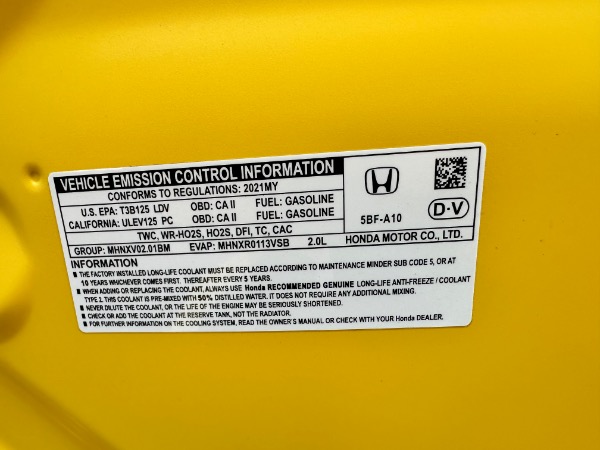 VEHICLE EMISSION CONTROL INFORMATION
CONFORMS TO REGULATIONS: 2021MY
U.S. EPA: T3B125 LDV OBD: CA II FUEL: GASOLINE
CALIFORNIA: ULEV125 PC OBD: CA II FUEL: GASOLINE
TWC, WR-HO2S, HO2S, DFI, TC, CAC
GROUP: MHNXV02.01BM EVAP: MHNXR0113VSB 2.0L
5BF-A10
D-V
HONDA MOTOR CO., LTD.
INFORMATION
■ THE FACTORY INSTALLED LONG-LIFE COOLANT MUST BE REPLACED ACCORDING TO MAINTENANCE MINDER SUB CODE 5, OR AT
10 YEARS WHICHEVER COMES FIRST. THEREAFTER EVERY 5 YEARS.
■ WHEN ADDING OR REPLACING THE COOLANT, ALWAYS USE Honda RECOMMENDED GENUINE LONG-LIFE ANTI-FREEZE / COOLANT
TYPE 2. THIS COOLANT IS PRE-MIXED WITH 50% DISTILLED WATER. IT DOES NOT REQUIRE ANY ADDITIONAL MIXING.
■ NEVER DILUTE THE COOLANT, OR THE LIFE OF THE ENGINE MAY BE SERIOUSLY SHORTENED.
■ CHECK OR ADD THE COOLANT AT THE RESERVE TANK, NOT THE RADIATOR.
■ FOR FURTHER INFORMATION ON THE COOLING SYSTEM, READ THE OWNER'S MANUAL OR CHECK WITH YOUR Honda DEALER.